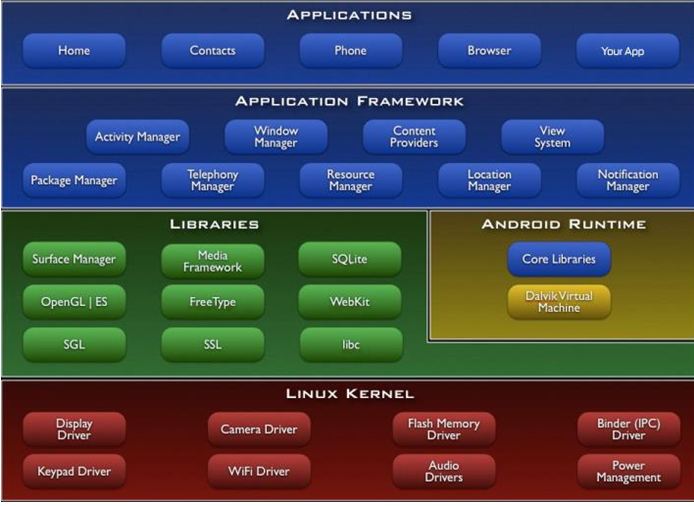 APPLICATIONS
Home
Contacts
Phone
Browser
Your App
APPLICATION FRAMEWORK
Activity Manager
Window
Manager
Content
Providers
View
System
Package Manager
Telephony
Manager
Resource
Manager
Location
Manager
Notification
Manager
LIBRARIES
Surface Manager
Media
Framework
SQLite
OpenGL | ES
FreeType
WebKit
SGL
SSL
libc
ANDROID RUNTIME
Core Libraries
Dalvik Virtual
Machine
LINUX KERNEL
Display
Driver
Camera Driver
Flash Memory
Driver
Binder (IPC)
Driver
Keypad Driver
WiFi Driver
Audio
Drivers
Power
Management